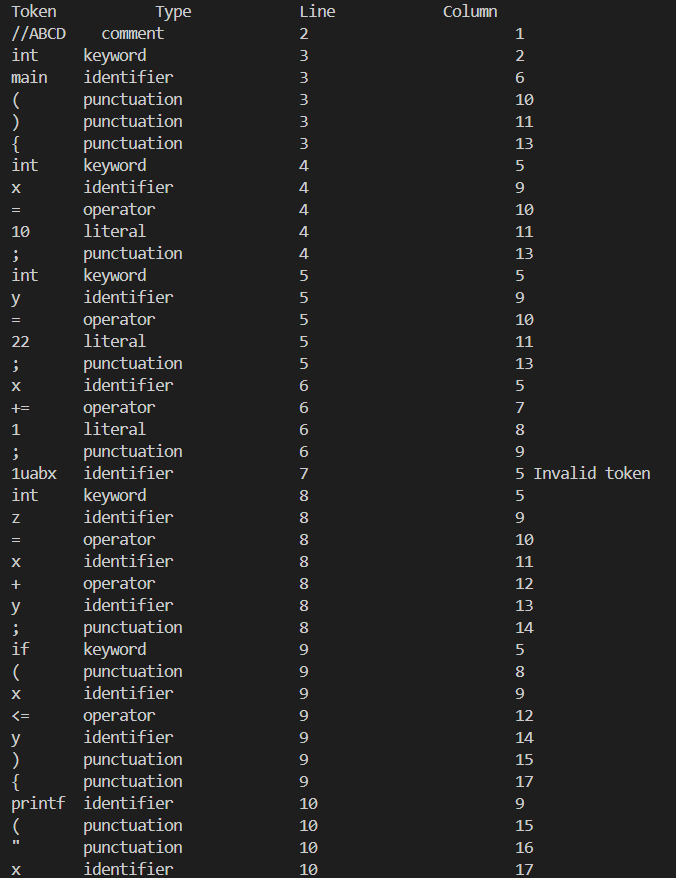 Token Type Line Column
//ABCD comment 2 1
int keyword 3 2
main identifier 3 6
( punctuation 3 10
) punctuation 3 11
{ punctuation 3 13
int keyword 4 5
x identifier 4 9
= operator 4 10
10 literal 4 11
; punctuation 4 13
int keyword 5 5
y identifier 5 9
= operator 5 10
22 literal 5 11
; punctuation 5 13
x identifier 6 5
+= operator 6 7
1 literal 6 8
; punctuation 6 9
1uabx identifier 7 5 Invalid token
int keyword 8 5
z identifier 8 9
= operator 8 10
x identifier 8 11
+ operator 8 12
y identifier 8 13
; punctuation 8 14
if keyword 9 5
( punctuation 9 8
x identifier 9 9
<= operator 9 12
y identifier 9 14
) punctuation 9 15
{ punctuation 9 17
printf identifier 10 9
( punctuation 10 15
" punctuation 10 16
x identifier 10 17